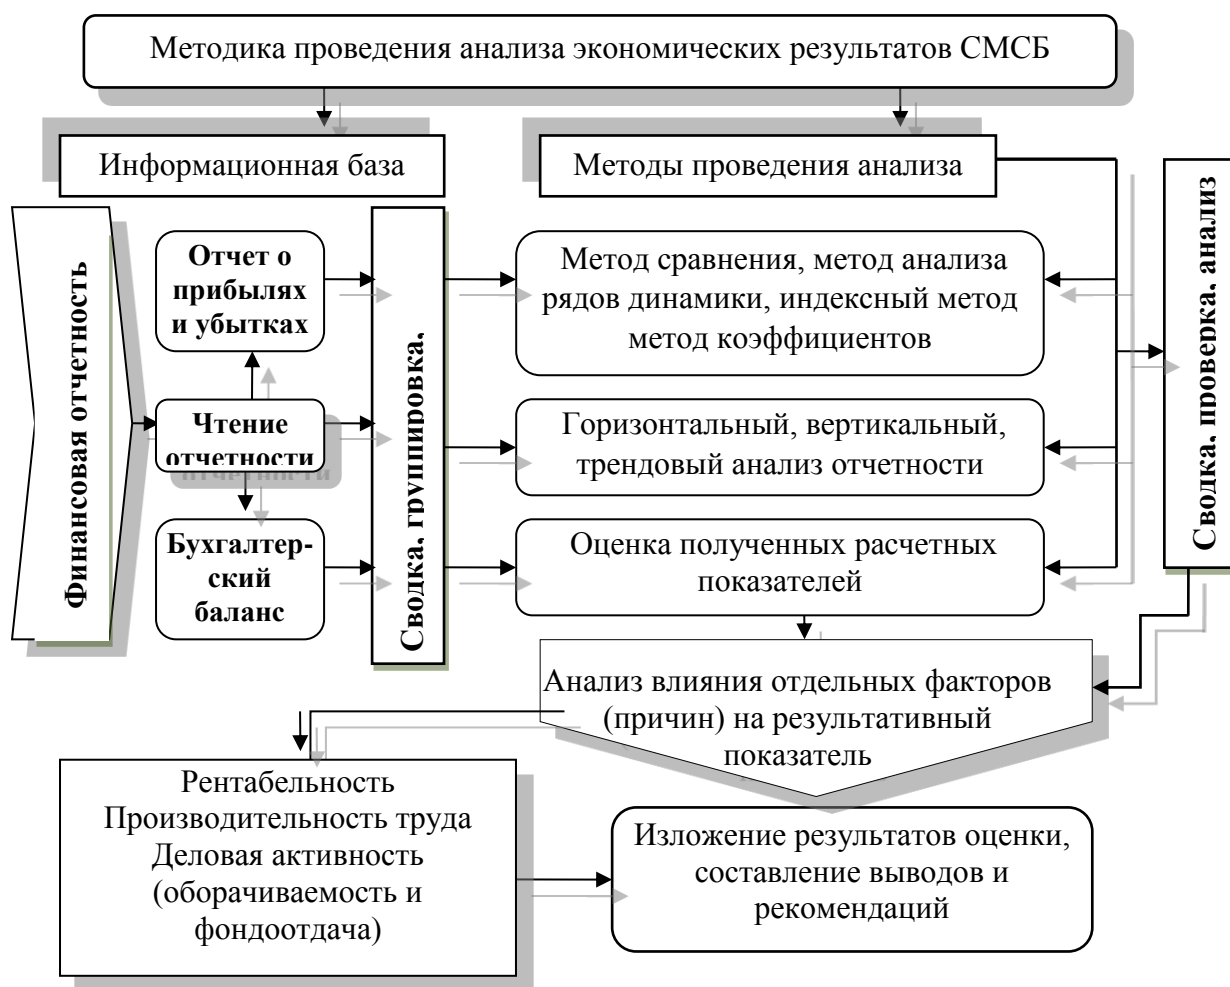 Методика проведения анализа экономических результатов СМСБ
Информационная база
Методы проведения анализа
Финансовая отчетность
Отчет о
прибылях
и убытках
Чтение
отчетности
Бухгалтер-
ский
баланс
Сводка, группировка,
Метод сравнения, метод анализа
рядов динамики, индексный метод
метод коэффициентов
Горизонтальный, вертикальный,
трендовый анализ отчетности
Оценка полученных расчетных
показателей
Сводка, проверка, анализ
Анализ влияния отдельных факторов
(причин) на результативный
показатель
Рентабельность
Производительность труда
Деловая активность
(оборачиваемость и
фондоотдача)
Изложение результатов оценки,
составление выводов и
рекомендаций